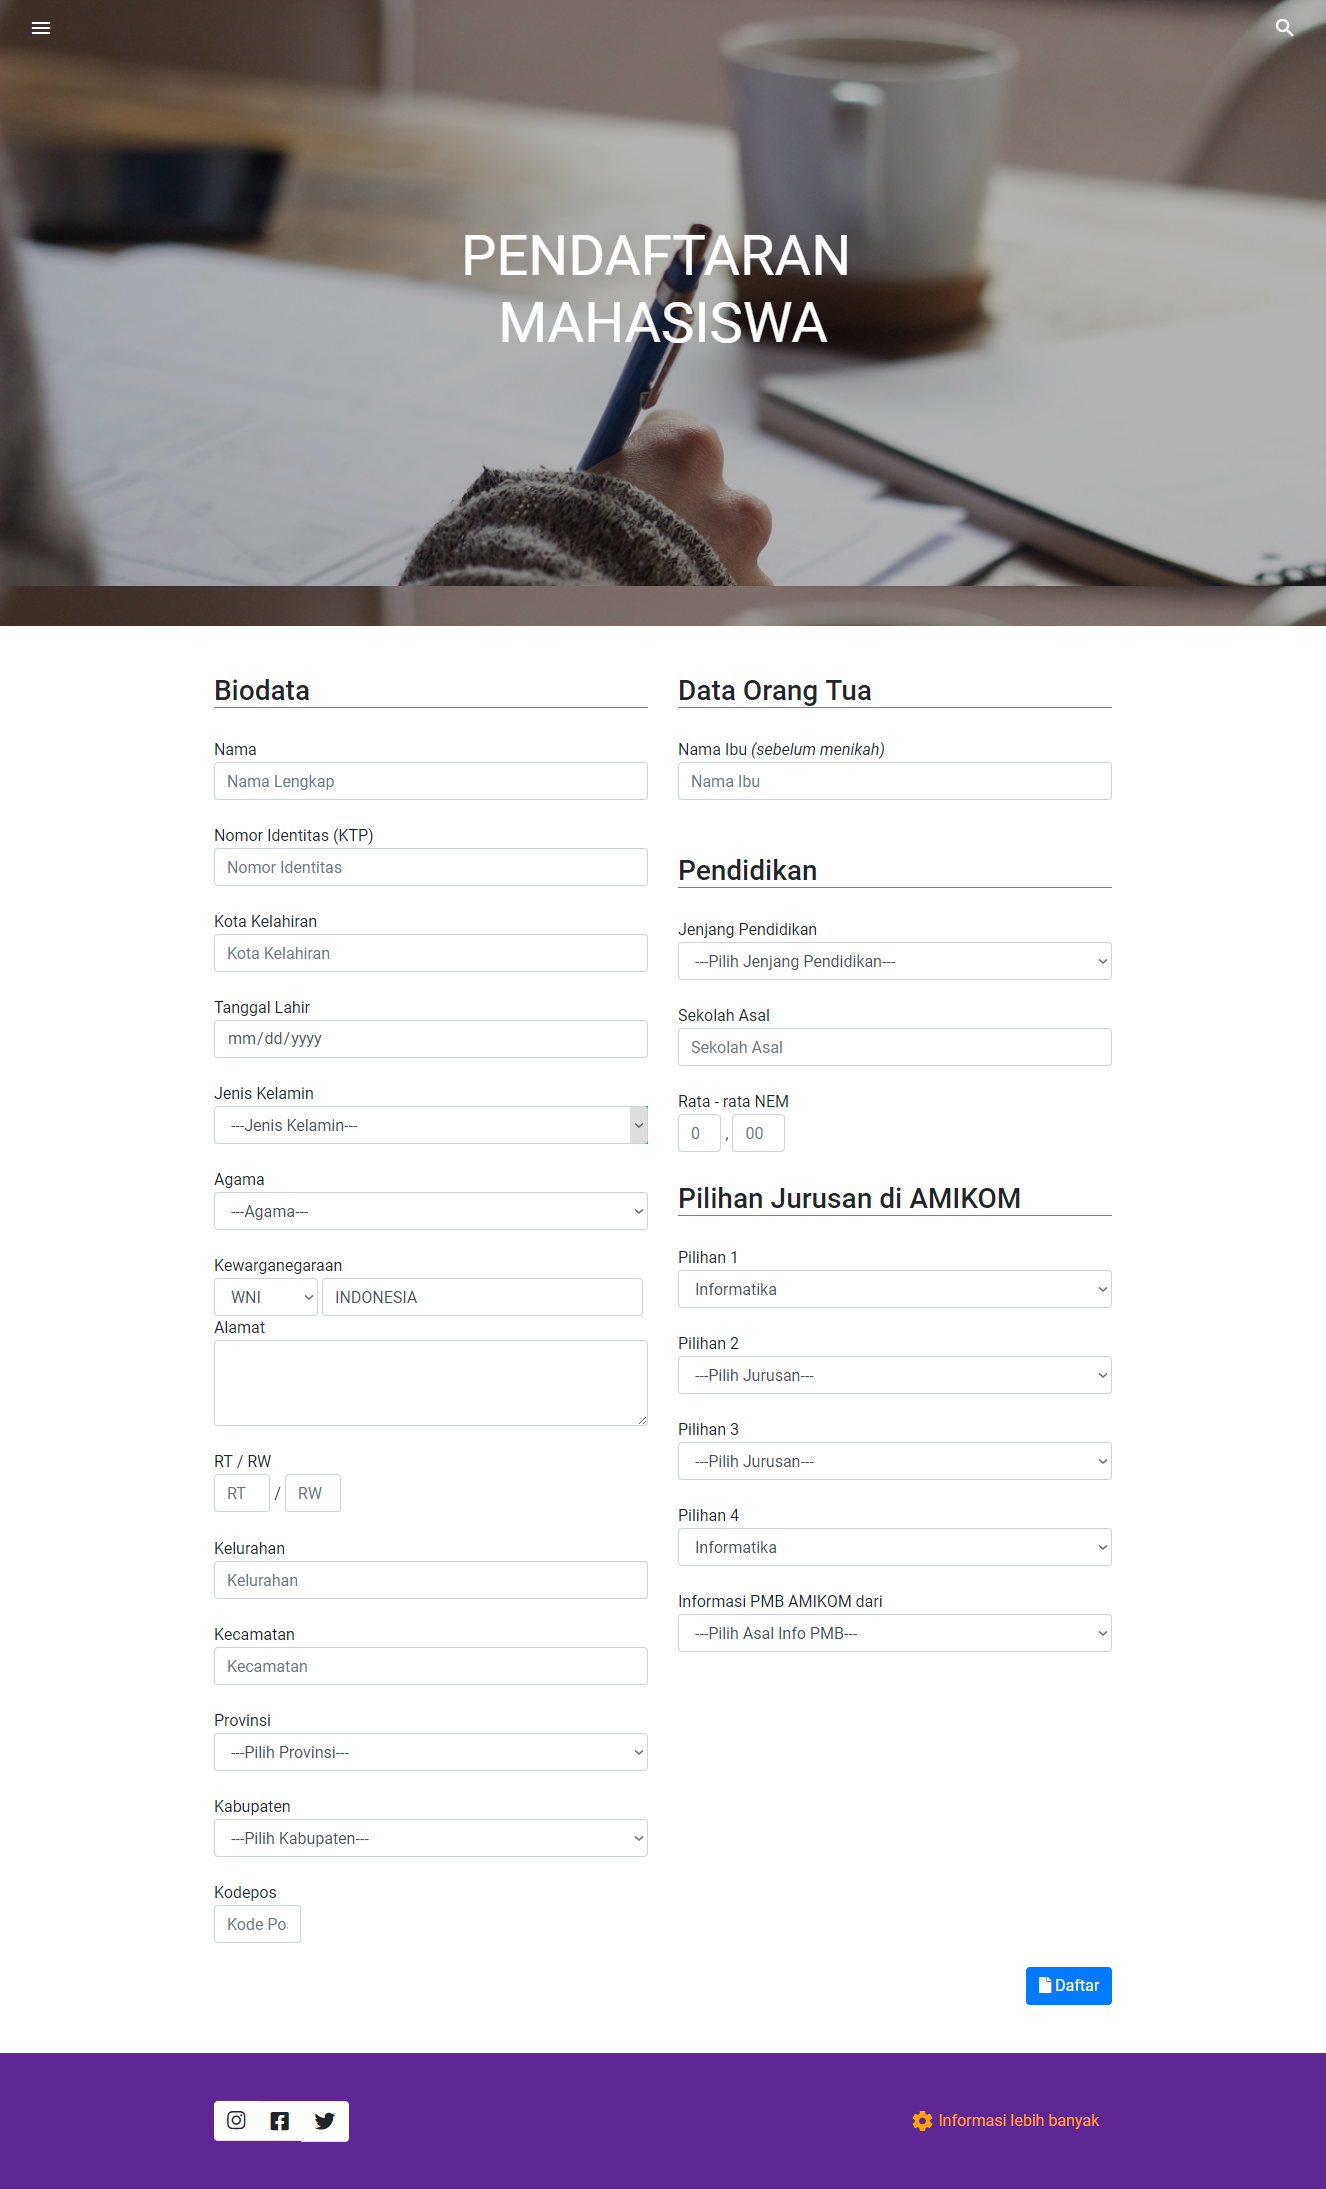 PENDAFTARAN
MAHASISWA
Biodata
Nama
Nama Lengkap
Nomor Identitas (KTP)
Nomor Identitas
Kota Kelahiran
Kota Kelahiran
Tanggal Lahir
mm/dd/yyyy
Jenis Kelamin
---Jenis Kelamin---
Agama
---Agama---
Kewarganegaraan
WNI INDONESIA
Alamat
RT / RW
RT / RW
Kelurahan
Kelurahan
Kecamatan
Kecamatan
Provinsi
---Pilih Provinsi---
Kabupaten
---Pilih Kabupaten---
Kodepos
Kode Po
Data Orang Tua
Nama Ibu (sebelum menikah)
Nama Ibu
Pendidikan
Jenjang Pendidikan
---Pilih Jenjang Pendidikan---
Sekolah Asal
Sekolah Asal
Rata - rata NEM
0 , 00
Pilihan Jurusan di AMIKOM
Pilihan 1
Informatika
Pilihan 2
---Pilih Jurusan---
Pilihan 3
---Pilih Jurusan---
Pilihan 4
Informatika
Informasi PMB AMIKOM dari
---Pilih Asal Info PMB---
Daftar
Informasi lebih banyak